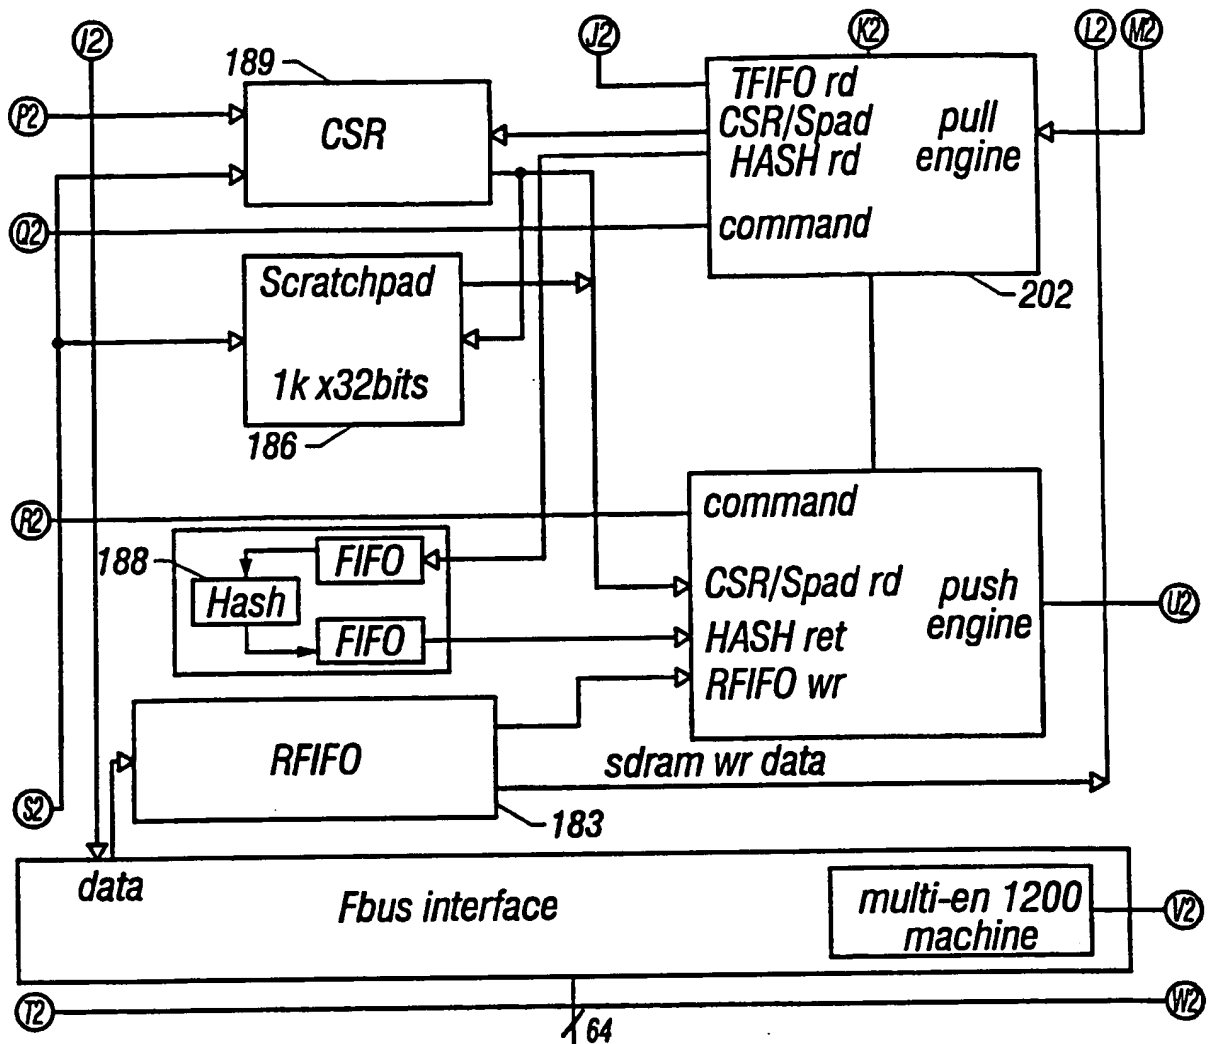 I2
J2
K2
L2
M2
189
P2
CSR
TFIFO rd
CSR/Spad
HASH rd
pull
engine
Q2
command
Scratchpad
202
1k x32bits
186
R2
command
188
FIFO
Hash
FIFO
CSR/Spad rd
HASH ret
RFIFO wr
push
engine
U2
RFIFO
sdram wr data
S2
183
data
Fbus interface
multi-en 1200
machine
V2
T2
W2
64